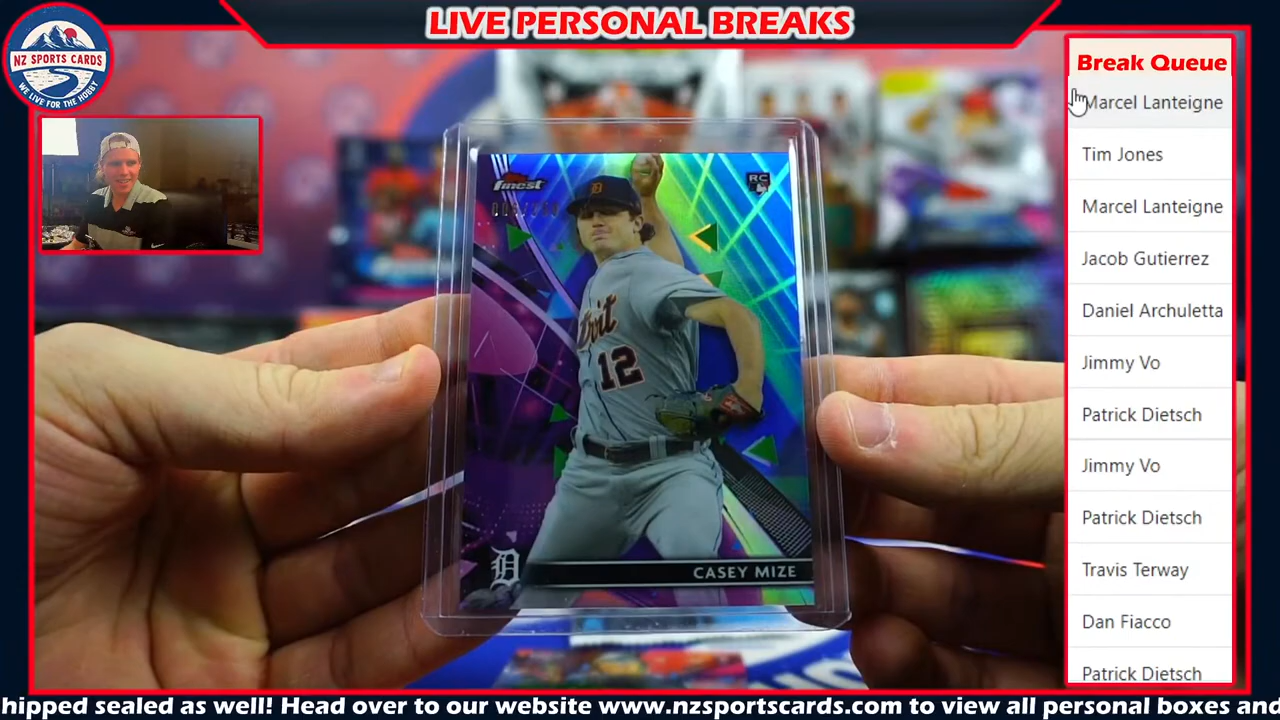 LIVE PERSONAL BREAKS
NZ SPORTS CARDS
WE LIVE FOR THE HOBBY
Break Queue
Marcel Lanteigne
Tim Jones
Marcel Lanteigne
Jacob Gutierrez
Daniel Archuletta
Jimmy Vo
Patrick Dietsch
Jimmy Vo
Patrick Dietsch
Travis Terway
Dan Fiacco
Patrick Dietsch
finest
RC
D
Detroit
12
D
CASEY MIZE
hipped sealed as well! Head over to our website www.nzsportscards.com to view all personal boxes and